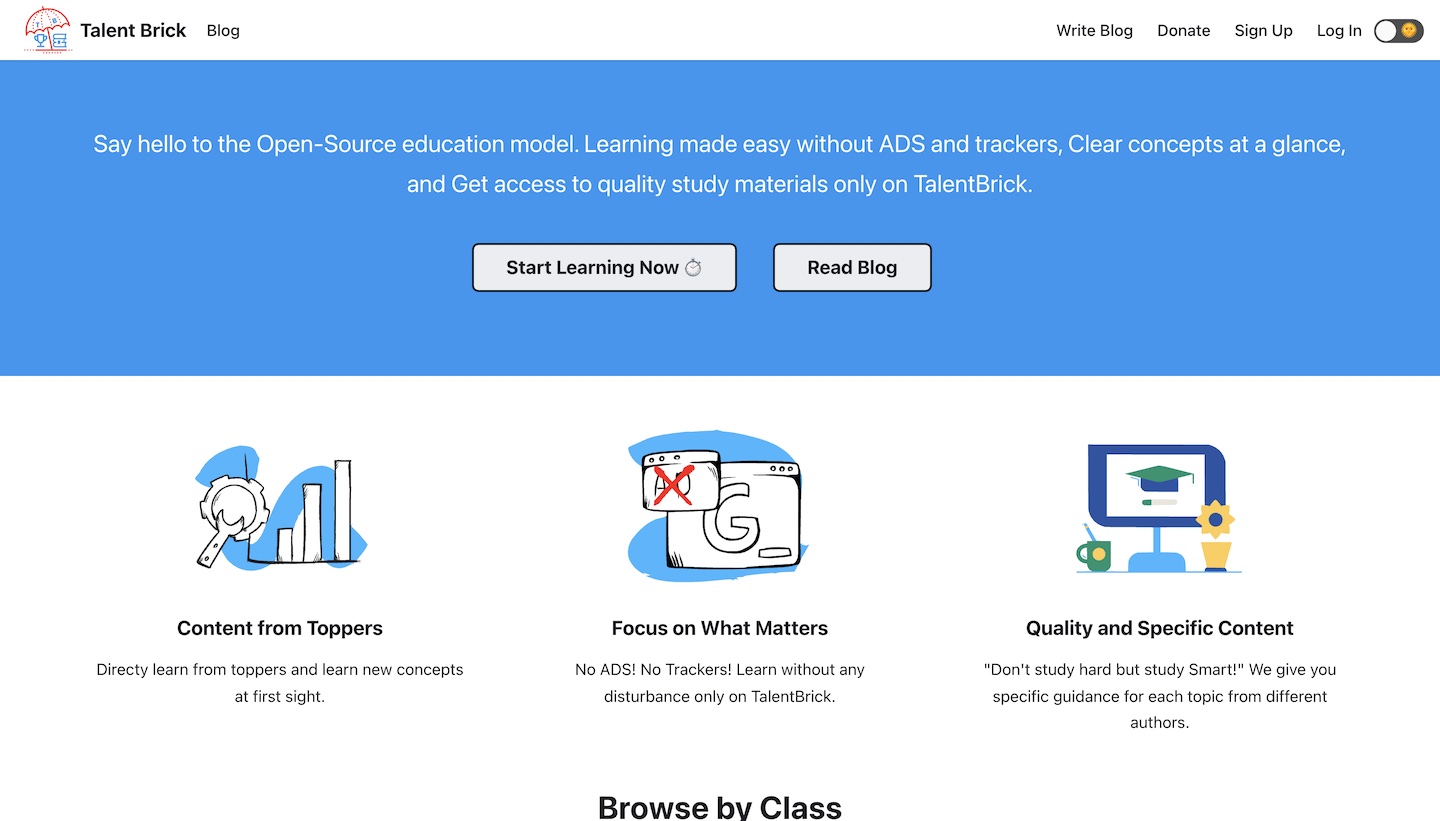 Talent Brick Blog Write Blog Donate Sign Up Log In
Say hello to the Open-Source education model. Learning made easy without ADS and trackers, Clear concepts at a glance,
and Get access to quality study materials only on TalentBrick.
Start Learning Now ⏱ Read Blog
AD
G
Content from Toppers
Directy learn from toppers and learn new concepts
at first sight.
Focus on What Matters
No ADS! No Trackers! Learn without any
disturbance only on TalentBrick.
Quality and Specific Content
"Don't study hard but study Smart!" We give you
specific guidance for each topic from different
authors.
Browse by Class